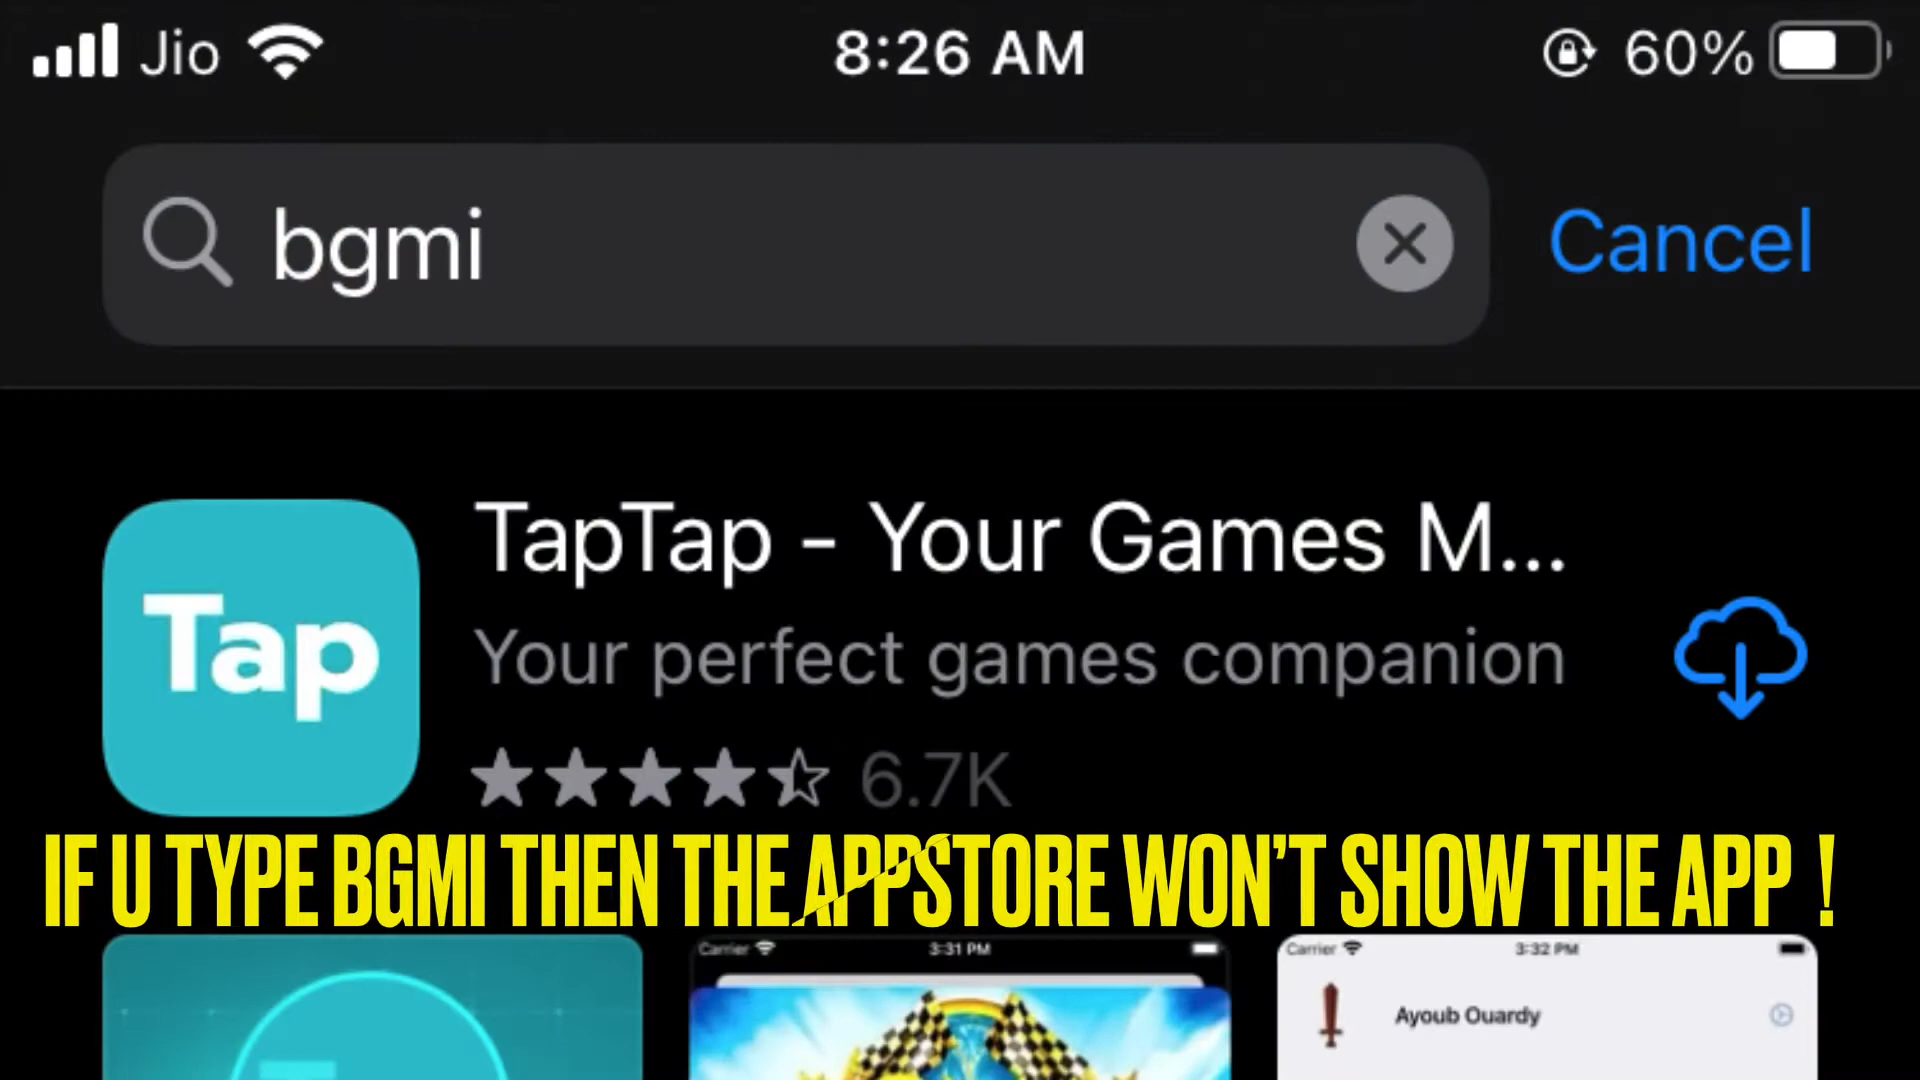 Jio 8:26 AM 60%
bgmi
Cancel
Tap
TapTap - Your Games M...
Your perfect games companion
6.7K
IF U TYPE BGMI THEN THE APPSTORE WON'T SHOW THE APP !
Carrier 3:31 PM
Carrier 3:32 PM
Ayoub Ouardy